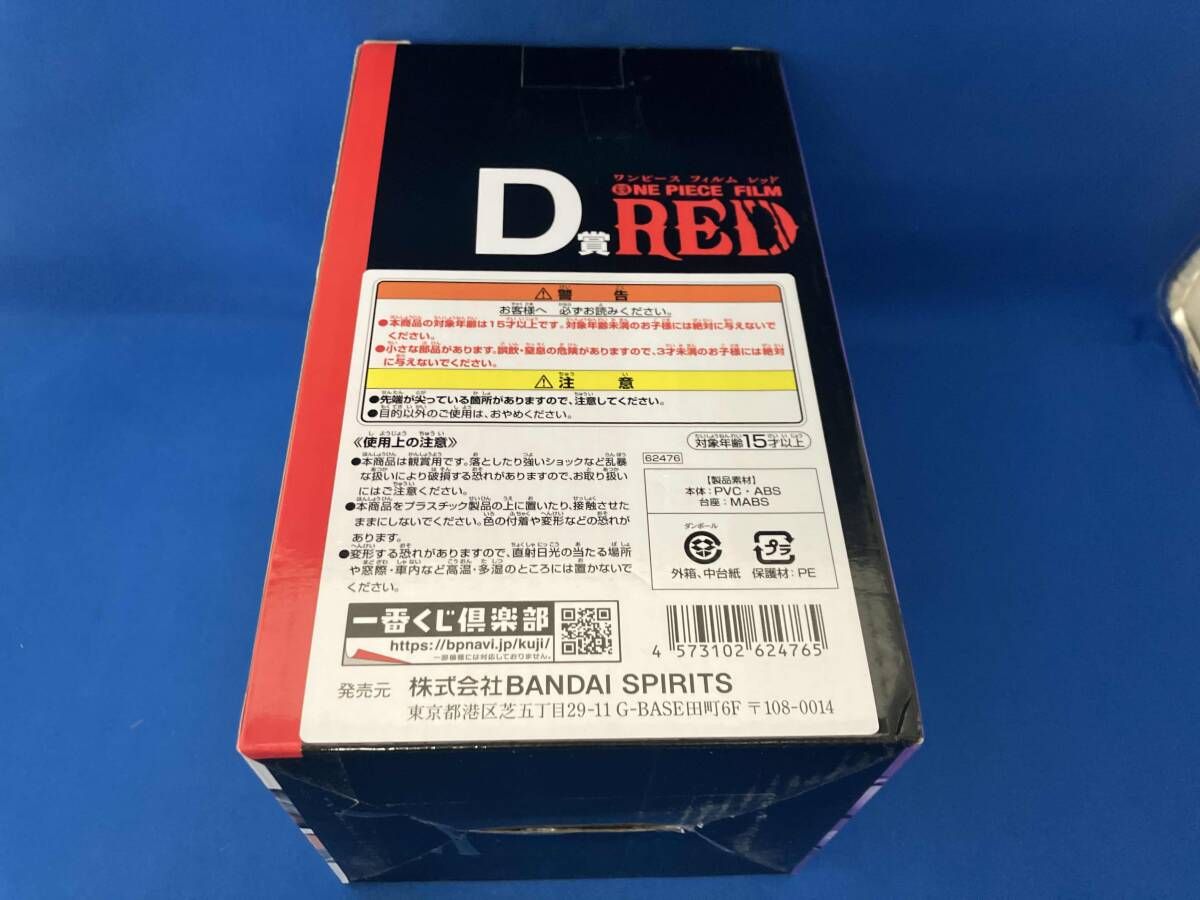 ワンピース フィルム レッド
ONE PIECE FILM
D賞 RED
⚠警告
お客様へ 必ずお読みください。
●本商品の対象年齢は15才以上です。対象年齢未満のお子様には絶対に与えないで
ください。
●小さな部品があります。誤飲・窒息の危険がありますので、3才未満のお子様には絶対
に与えないでください。
⚠注意
●先端が尖っている箇所がありますので、注意してください。
●目的以外のご使用は、おやめください。
《使用上の注意》
●本商品は観賞用です。落としたり強いショックなど乱暴
な扱いにより破損する恐れがありますので、お取り扱い
にはご注意ください。
●本商品をプラスチック製品の上に置いたり、接触させた
ままにしないでください。色の付着や変形などの恐れが
あります。
●変形する恐れがありますので、直射日光の当たる場所
や窓際・車内など高温・多湿のところには置かないで
ください。
対象年齢15才以上
62476
【製品素材】
本体:PVC・ABS
台座:MABS
ダンボール
外箱、中台紙
プラ
保護材:PE
一番くじ倶楽部
https://bpnavi.jp/kuji/
一部機種には対応しておりません。
4 573102 624765
発売元 株式会社BANDAI SPIRITS
東京都港区芝五丁目29-11 G-BASE田町6F 〒108-0014